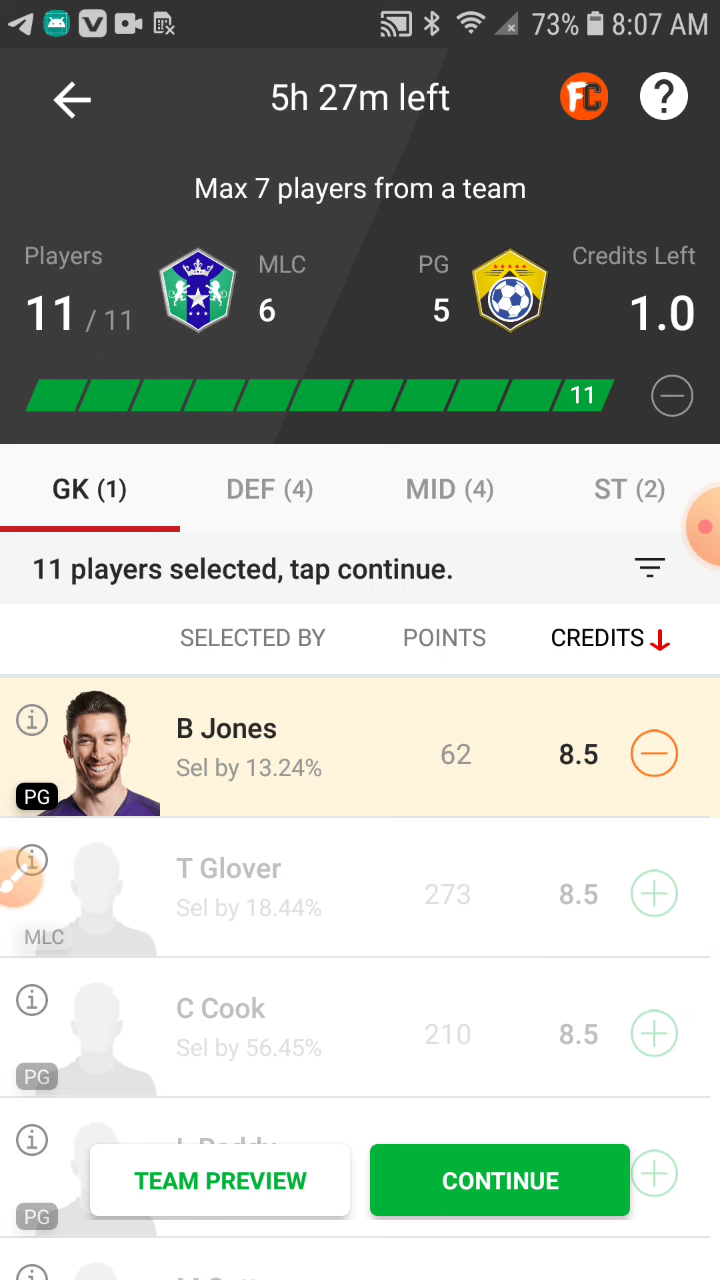 73% 8:07 AM
5h 27m left
FC
?
Max 7 players from a team
Players
MLC
PG
Credits Left
11 / 11
6
5
1.0
11
GK (1)
DEF (4)
MID (4)
ST (2)
11 players selected, tap continue.
SELECTED BY
POINTS
CREDITS
B Jones
Sel by 13.24%
62
8.5
PG
T Glover
Sel by 18.44%
273
8.5
MLC
C Cook
Sel by 56.45%
210
8.5
PG
TEAM PREVIEW
CONTINUE
PG